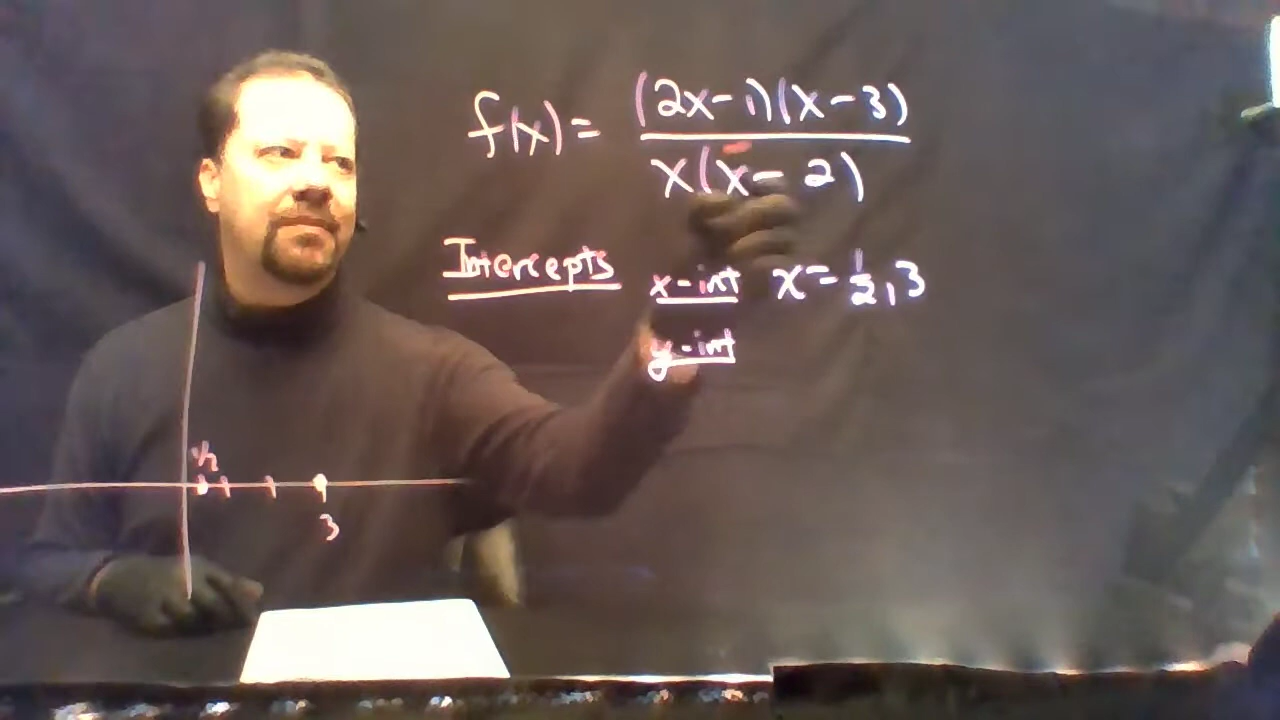 f(x) = (2x-1)(x-3)
x(x-2)
Intercepts x-int x = 1/2, 3
y-int
1/2
3